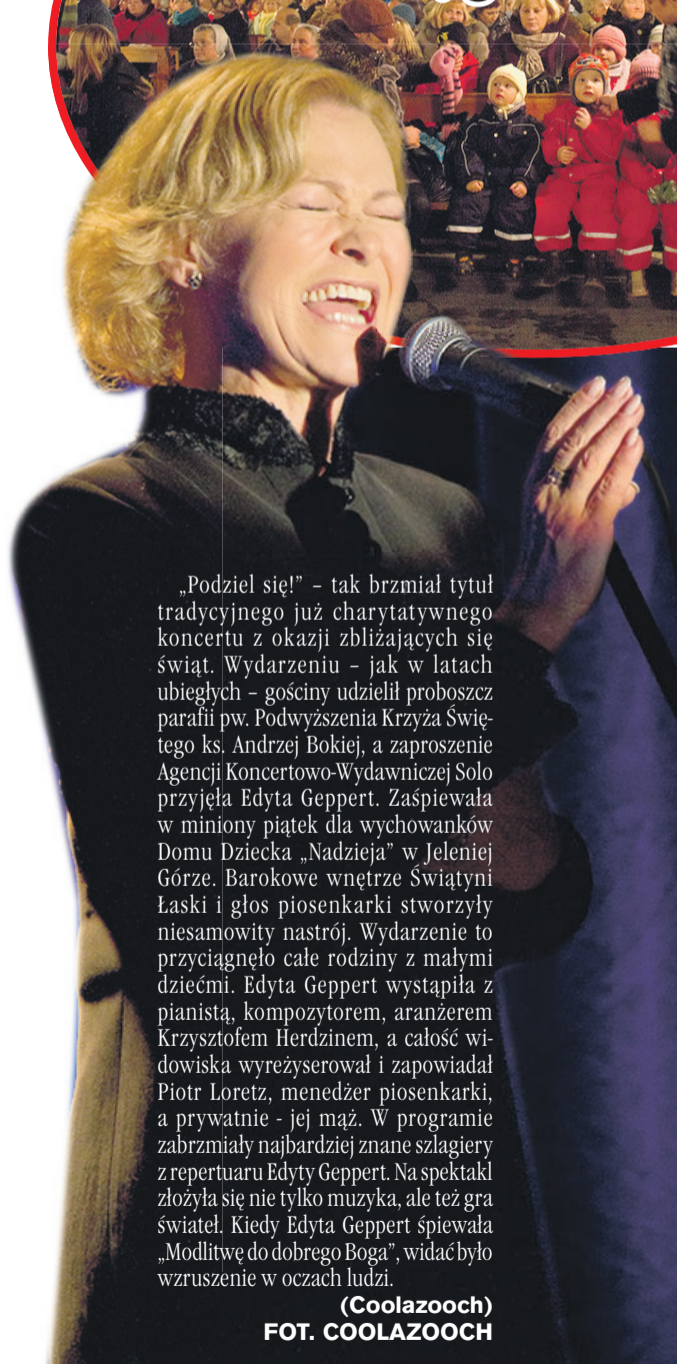 „Podziel się!” – tak brzmiał tytuł
tradycyjnego już charytatywnego
koncertu z okazji zbliżających się
świąt. Wydarzeniu – jak w latach
ubiegłych – gościny udzielił proboszcz
parafii pw. Podwyższenia Krzyża Świę-
tego ks. Andrzej Bokiej, a zaproszenie
Agencji Koncertowo-Wydawniczej Solo
przyjęła Edyta Geppert. Zaśpiewała
w miniony piątek dla wychowanków
Domu Dziecka „Nadzieja” w Jeleniej
Górze. Barokowe wnętrze Świątyni
Łaski i głos piosenkarki stworzyły
niesamowity nastrój. Wydarzenie to
przyciągnęło całe rodziny z małymi
dziećmi. Edyta Geppert wystąpiła z
pianistą, kompozytorem, aranżerem
Krzysztofem Herdzinem, a całość wi-
dowiska wyreżyserował i zapowiadał
Piotr Loretz, menedżer piosenkarki,
a prywatnie - jej mąż. W programie
zabrzmiały najbardziej znane szlagiery
z repertuaru Edyty Geppert. Na spektakl
złożyła się nie tylko muzyka, ale też gra
świateł. Kiedy Edyta Geppert śpiewała
„Modlitwę do dobrego Boga”, widać było
wzruszenie w oczach ludzi.
(Coolazooch)
FOT. COOLAZOOCH